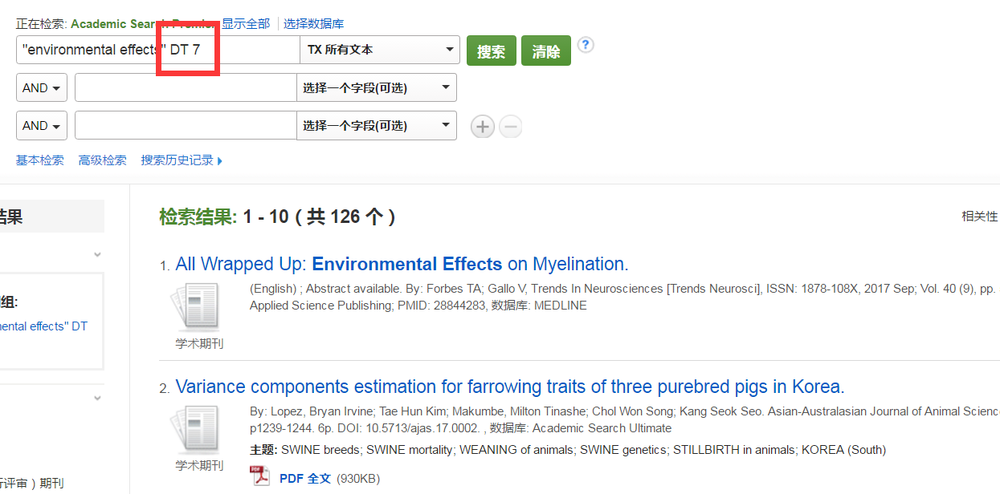 正在检索: Academic Search Premier 显示全部 选择数据库
"environmental effects" DT 7 TX 所有文本 搜索 清除 ?
AND 选择一个字段(可选)
AND 选择一个字段(可选)
基本检索 高级检索 搜索历史记录
结果
检索结果: 1 - 10 ( 共 126 个 )
相关性
1. All Wrapped Up: Environmental Effects on Myelination.
(English) ; Abstract available. By: Forbes TA; Gallo V, Trends In Neurosciences [Trends Neurosci], ISSN: 1878-108X, 2017 Sep; Vol. 40 (9), pp.
Applied Science Publishing; PMID: 28844283, 数据库: MEDLINE
学术期刊
组:
ental effects" DT
2. Variance components estimation for farrowing traits of three purebred pigs in Korea.
By: Lopez, Bryan Irvine; Tae Hun Kim; Makumbe, Milton Tinashe; Chol Won Song; Kang Seok Seo. Asian-Australasian Journal of Animal Scienc
p1239-1244. 6p. DOI: 10.5713/ajas.17.0002. , 数据库: Academic Search Ultimate
主题: SWINE breeds; SWINE mortality; WEANING of animals; SWINE genetics; STILLBIRTH in animals; KOREA (South)
学术期刊
PDF 全文 (930KB)
评审 ) 期刊